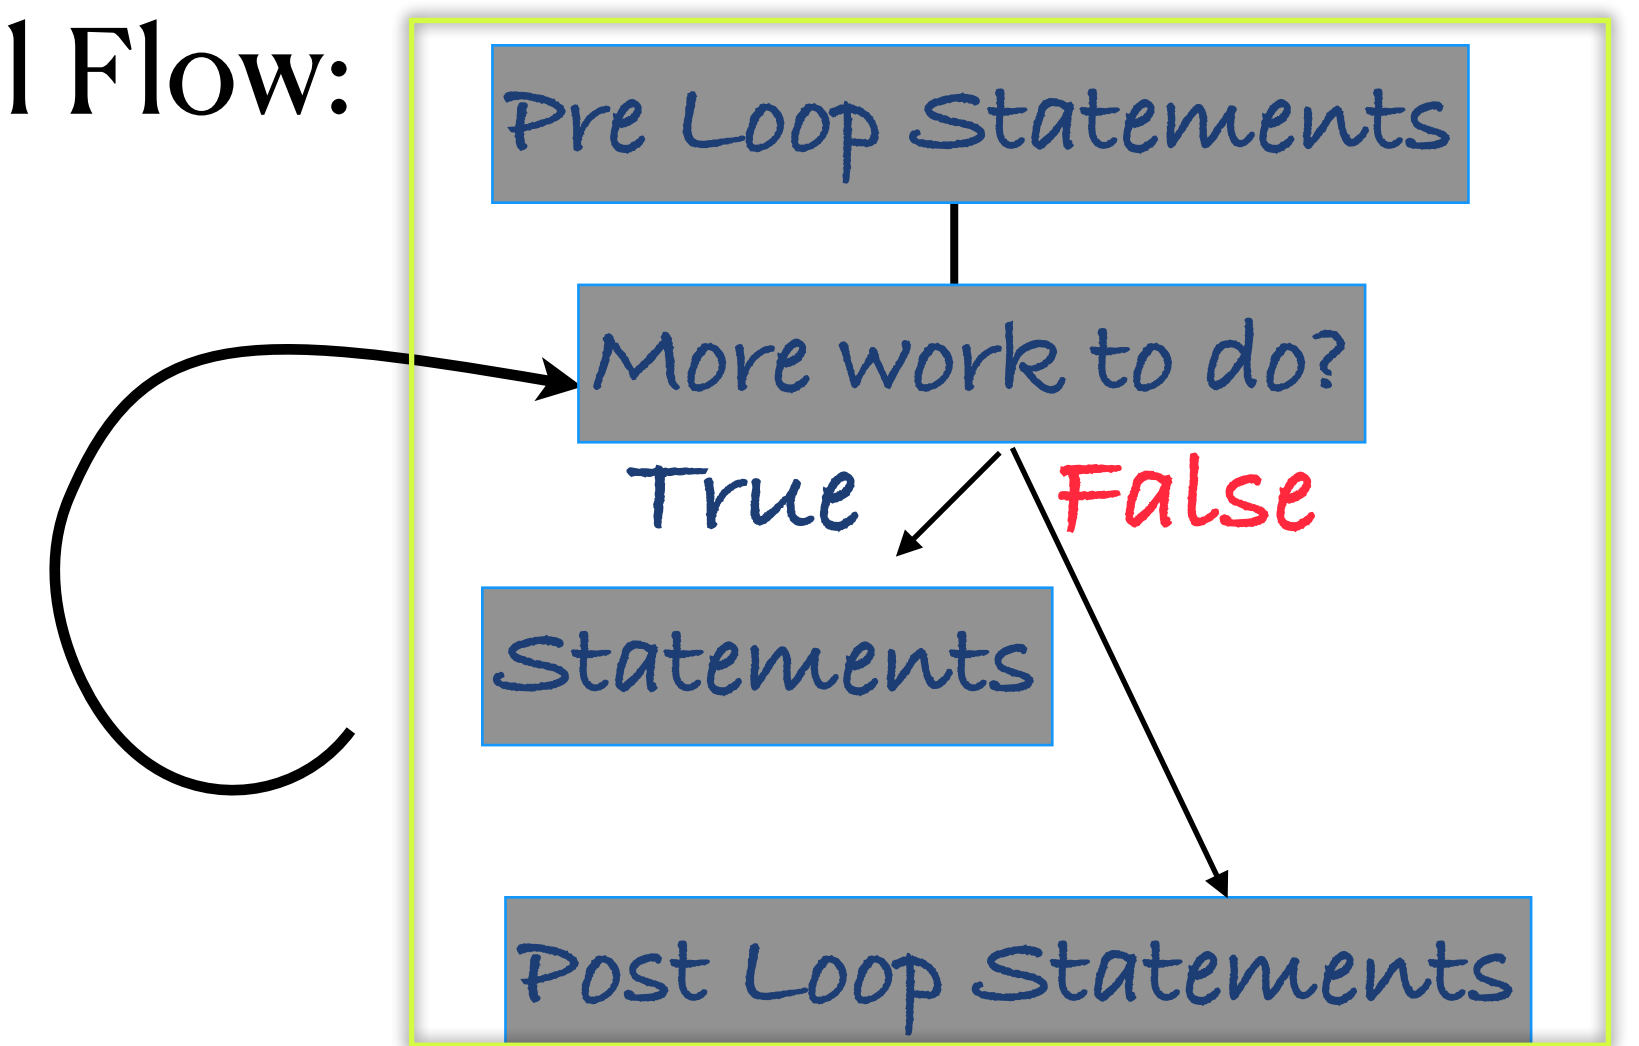 l Flow:
Pre Loop Statements
More work to do?
True False
Statements
Post Loop Statements